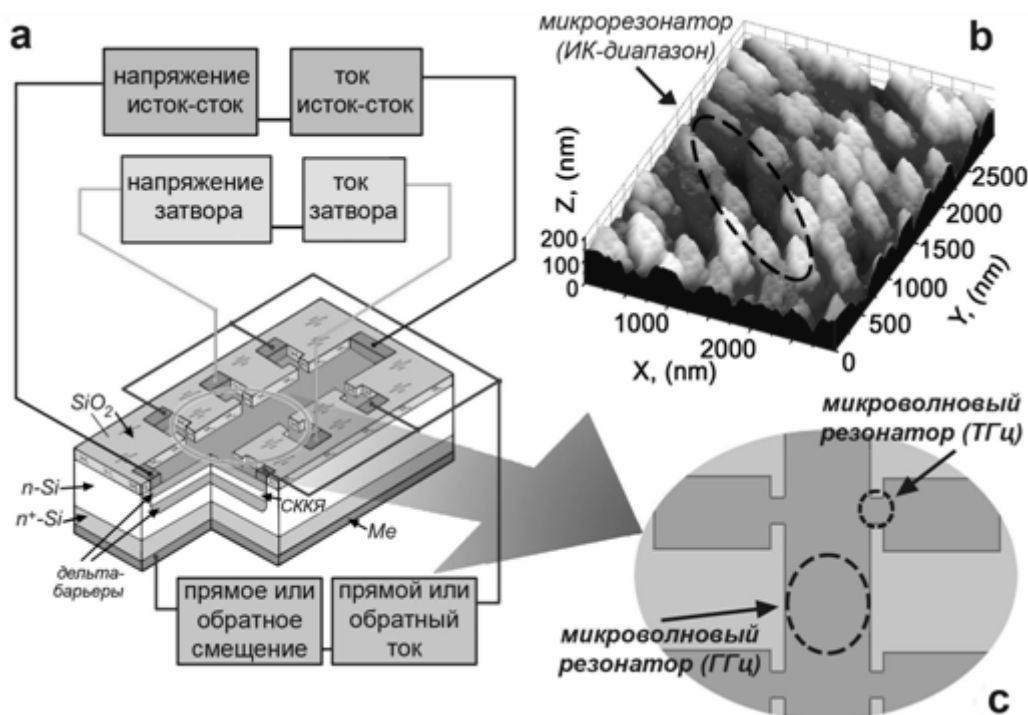 a
напряжение
исток-сток
ток
исток-сток
напряжение
затвора
ток
затвора
SiO2
n-Si
n+-Si
дельта-
барьеры
СККЯ
Me
прямое или
обратное
смещение
прямой или
обратный
ток
b
микрорезонатор
(ИК-диапазон)
Z, (nm)
200
100
0
1000
2000
X, (nm)
0
500
1000
1500
2000
2500
Y, (nm)
микроволновый
резонатор (ТГц)
микроволновый
резонатор (ГГц)
c